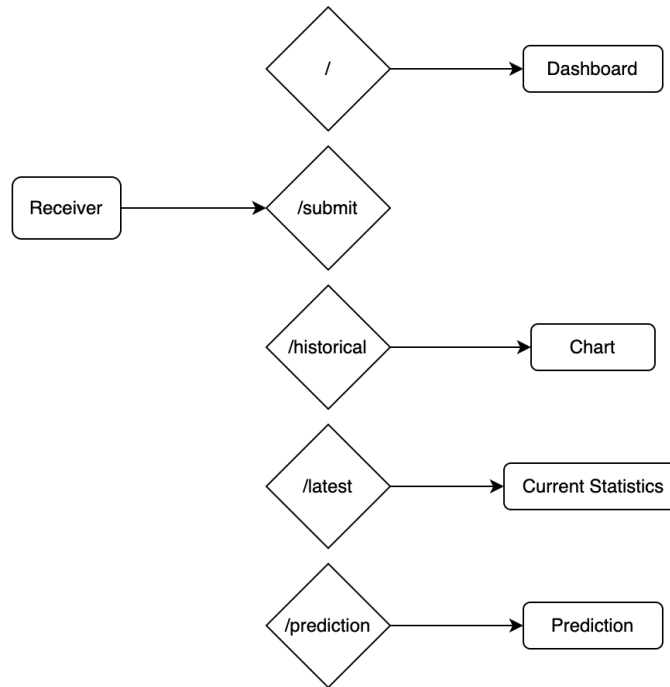 /
Dashboard
Receiver
/submit
/historical
Chart
/latest
Current Statistics
/prediction
Prediction